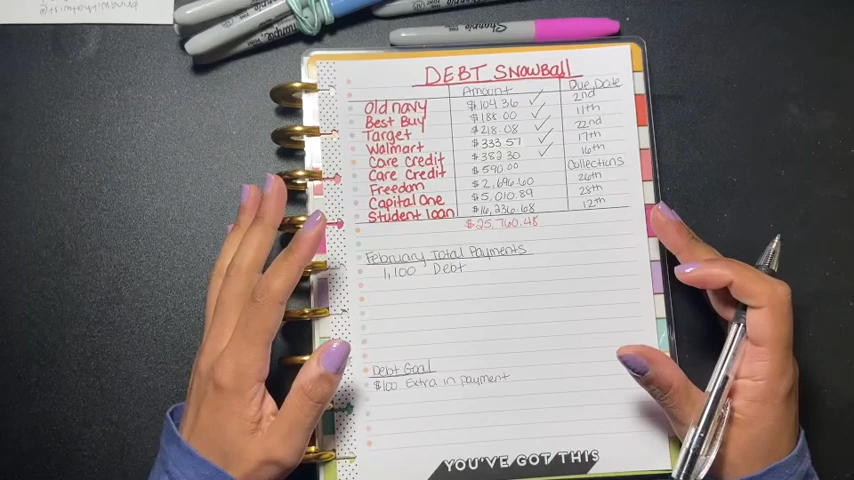 Sharpie
Sharpie
DEBT SNOWBALL
Amount Due Date
Old navy $104.36 ✓ 2nd
Best Buy $188.00 ✓ 11th
Target $218.08 ✓ 22nd
Walmart $333.57 ✓ 17th
Care Credit $382.30 ✓ 16th
Care Credit $590.00 Collections
Freedom $2,696.60 26th
Capital One $5,010.89 28th
Student loan $16,236.68 12th
$25,760.48
February Total Payments
1,100 Debt
Debt Goal
$100 Extra in payment
YOU'VE GOT THIS